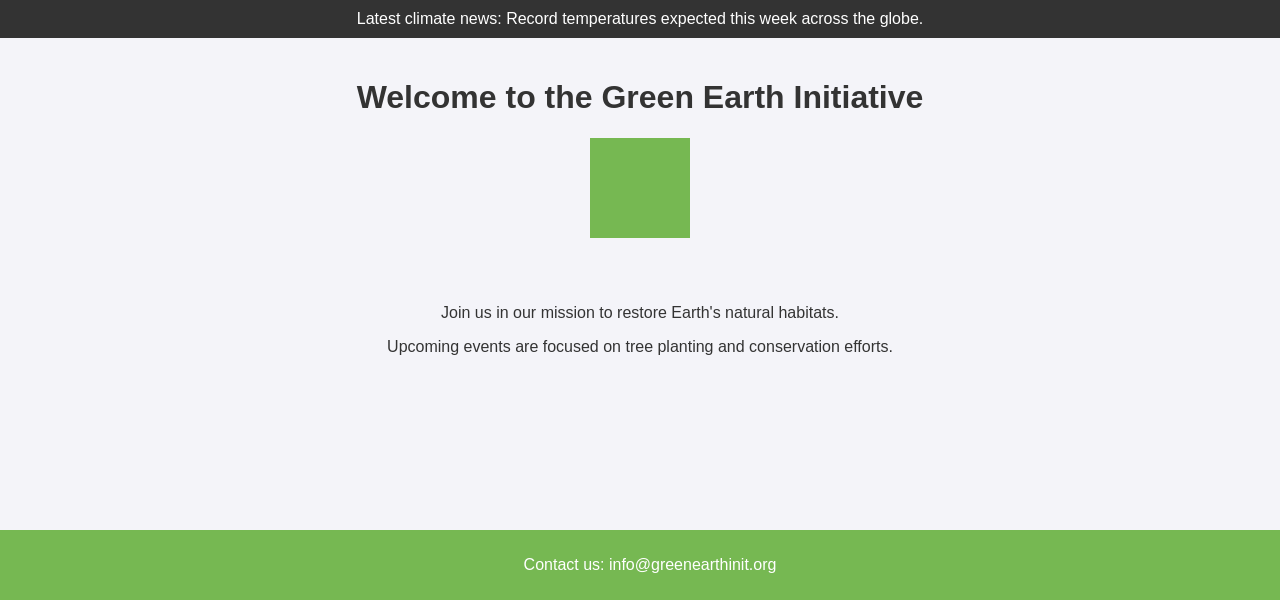 Latest climate news: Record temperatures expected this week across the globe.
Welcome to the Green Earth Initiative
Join us in our mission to restore Earth's natural habitats.
Upcoming events are focused on tree planting and conservation efforts.
Contact us: info@greenearthinit.org